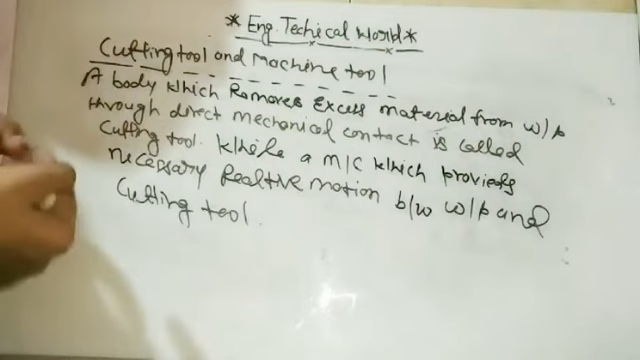 * Eng. Techical World *
Cutting tool and Machine tool
A body which Removes Excess material from w/p
through direct mechanical contact is called
Cutting tool. While a M/C which provieds
necessary Realtive motion b/w w/p and
Cutting tool.